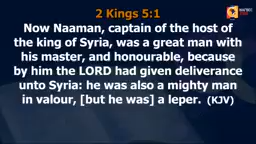 2 Kings 5:1
Now Naaman, captain of the host of
the king of Syria, was a great man with
his master, and honourable, because
by him the LORD had given deliverance
unto Syria: he was also a mighty man
in valour, [but he was] a leper. (KJV)